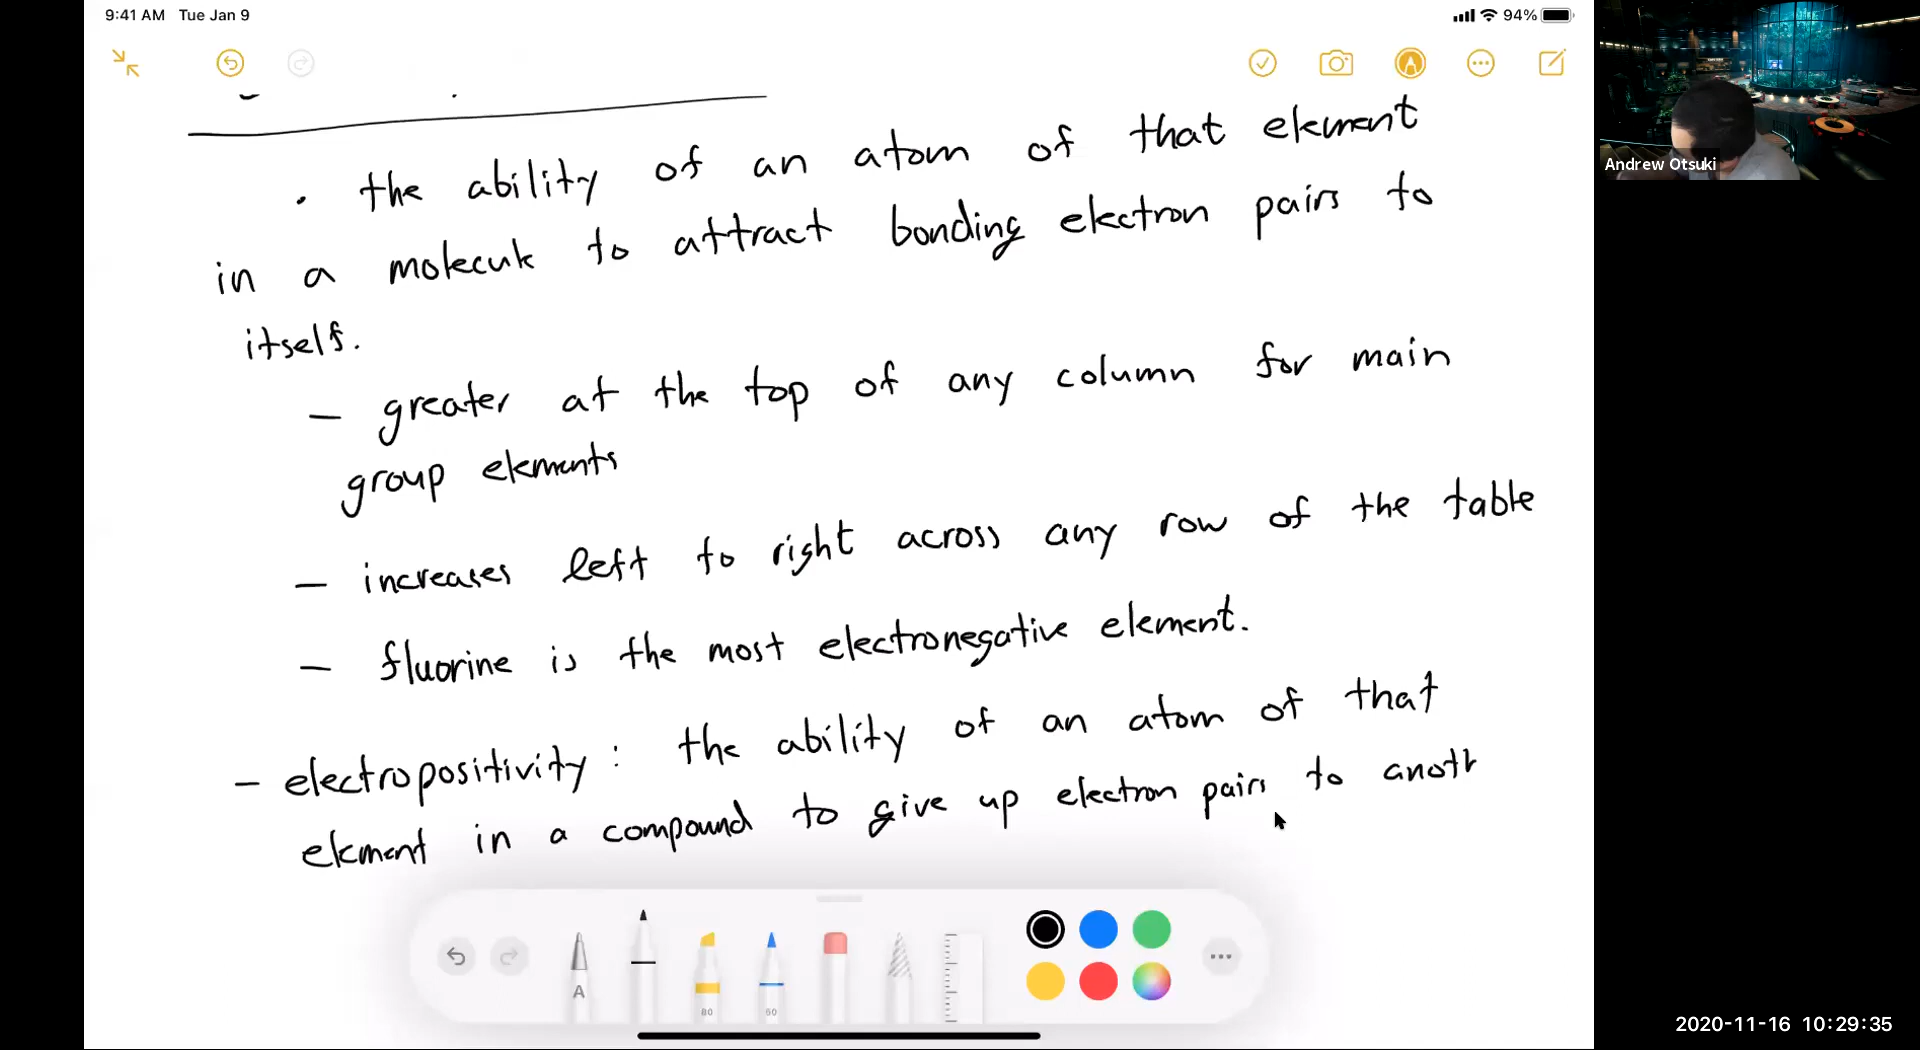 9:41 AM Tue Jan 9
94%
. the ability of an atom of that element
in a molecule to attract bonding electron pairs to
itself.
– greater at the top of any column for main
group elements
– increases left to right across any row of the table
– fluorine is the most electronegative element.
– electropositivity : the ability of an atom of that
element in a compound to give up electron pairs to anoth
A
80
60
Andrew Otsuki
2020-11-16 10:29:35